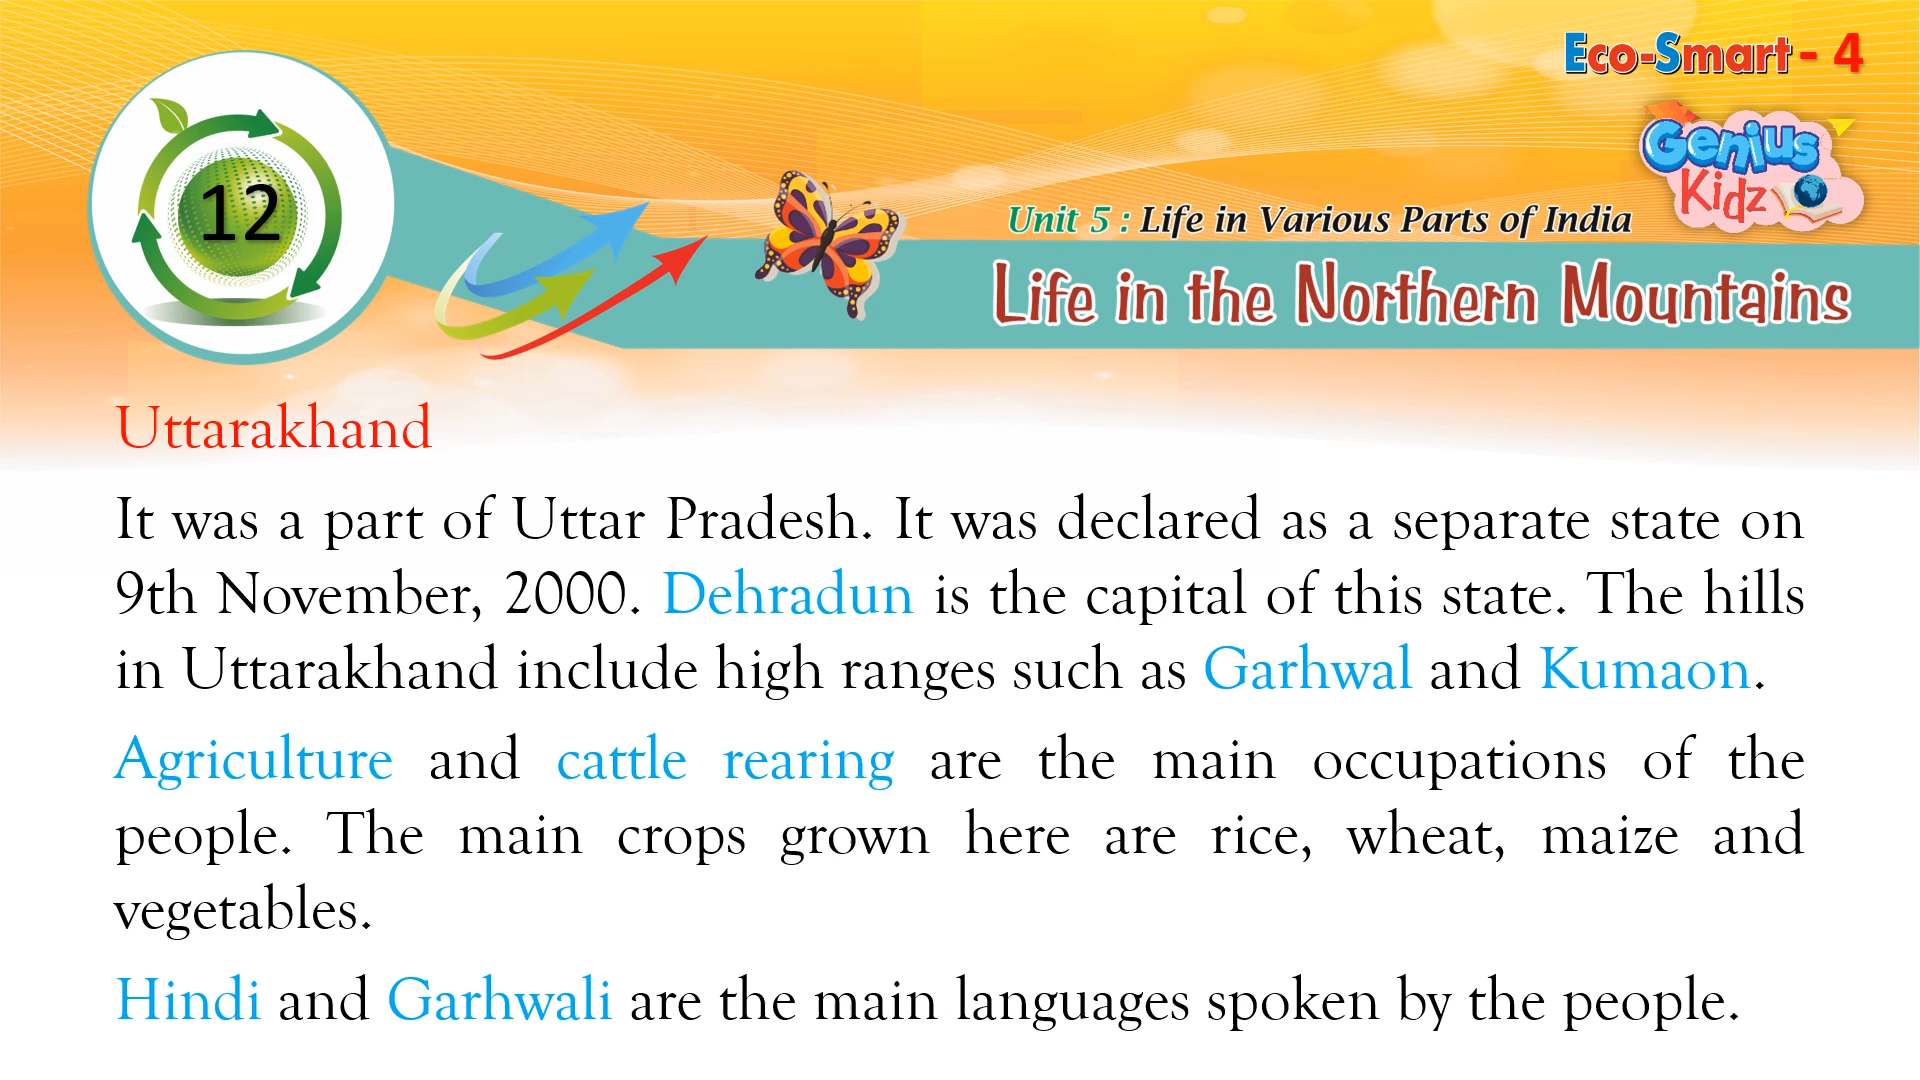 Eco-Smart - 4
Genius
Kidz
12
Unit 5 : Life in Various Parts of India
Life in the Northern Mountains
Uttarakhand
It was a part of Uttar Pradesh. It was declared as a separate state on
9th November, 2000. Dehradun is the capital of this state. The hills
in Uttarakhand include high ranges such as Garhwal and Kumaon.
Agriculture and cattle rearing are the main occupations of the
people. The main crops grown here are rice, wheat, maize and
vegetables.
Hindi and Garhwali are the main languages spoken by the people.